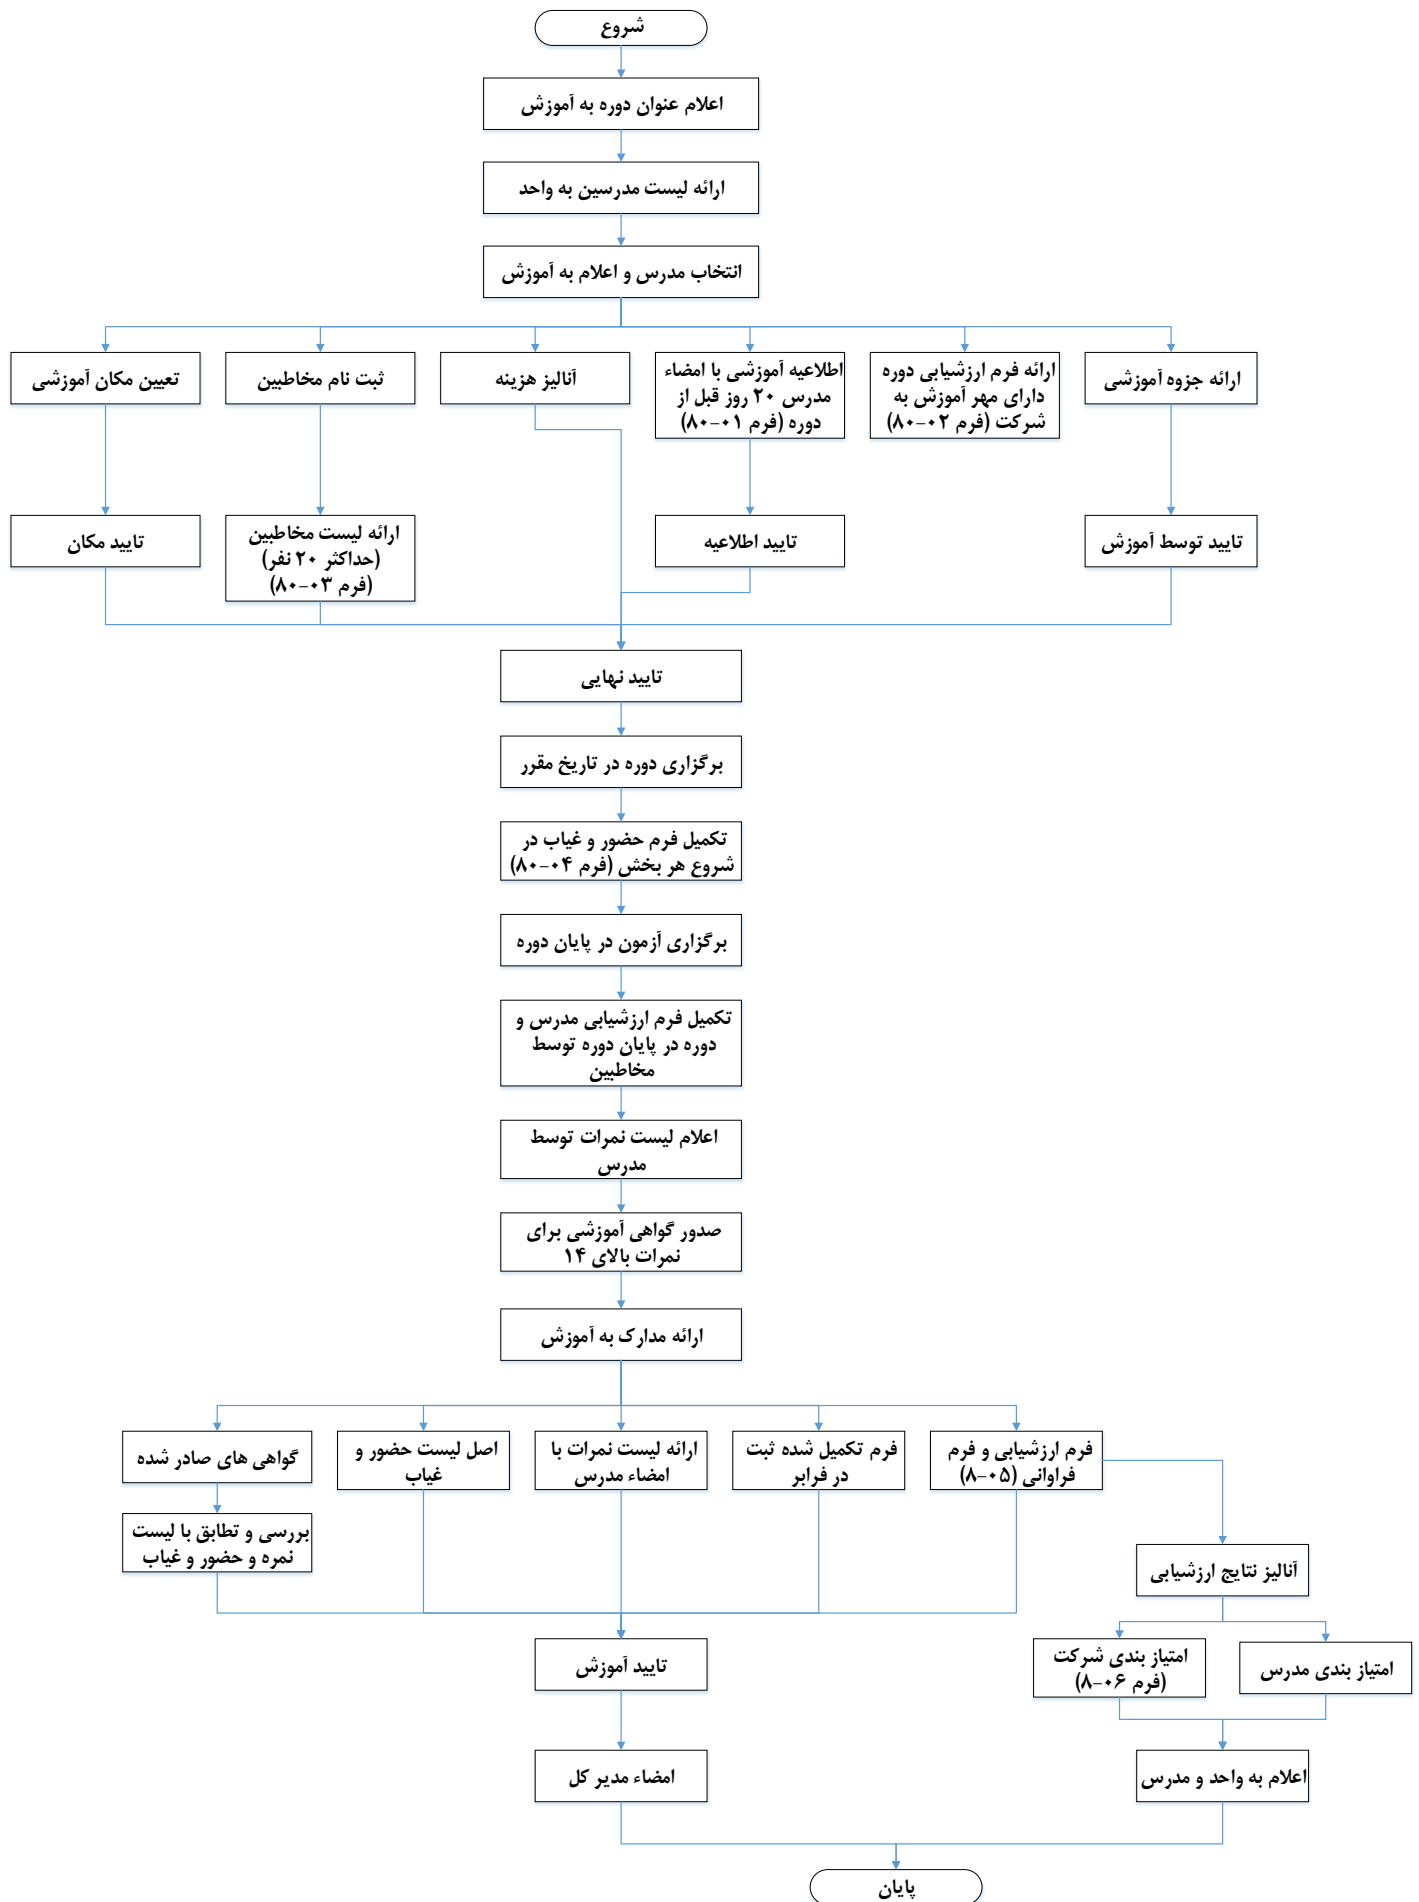 شروع
اعلام عنوان دوره به آموزش
ارائه لیست مدرسین به واحد
انتخاب مدرس و اعلام به آموزش
ارائه جزوه آموزشی
ارائه فرم ارزشیابی دوره
دارای مهر آموزش به
شرکت (فرم ۰۲-۸۰)
اطلاعیه آموزشی با امضاء
مدرس ۲۰ روز قبل از
دوره (فرم ۰۱-۸۰)
آنالیز هزینه
ثبت نام مخاطبین
تعیین مکان آموزشی
تایید توسط آموزش
تایید اطلاعیه
ارائه لیست مخاطبین
(حداکثر ۲۰ نفر)
(فرم ۰۳-۸۰)
تایید مکان
تایید نهایی
برگزاری دوره در تاریخ مقرر
تکمیل فرم حضور و غیاب در
شروع هر بخش (فرم ۰۴-۸۰)
برگزاری آزمون در پایان دوره
تکمیل فرم ارزشیابی مدرس و
دوره در پایان دوره توسط
مخاطبین
اعلام لیست نمرات توسط
مدرس
صدور گواهی آموزشی برای
نمرات بالای ۱۴
ارائه مدارک به آموزش
فرم ارزشیابی و فرم
فراوانی (۰۵-۸)
فرم تکمیل شده ثبت
در فرابر
ارائه لیست نمرات با
امضاء مدرس
اصل لیست حضور و
غیاب
گواهی های صادر شده
بررسی و تطابق با لیست
نمره و حضور و غیاب
آنالیز نتایج ارزشیابی
امتیاز بندی مدرس
امتیاز بندی شرکت
(فرم ۰۶-۸)
تایید آموزش
اعلام به واحد و مدرس
امضاء مدیر کل
پایان